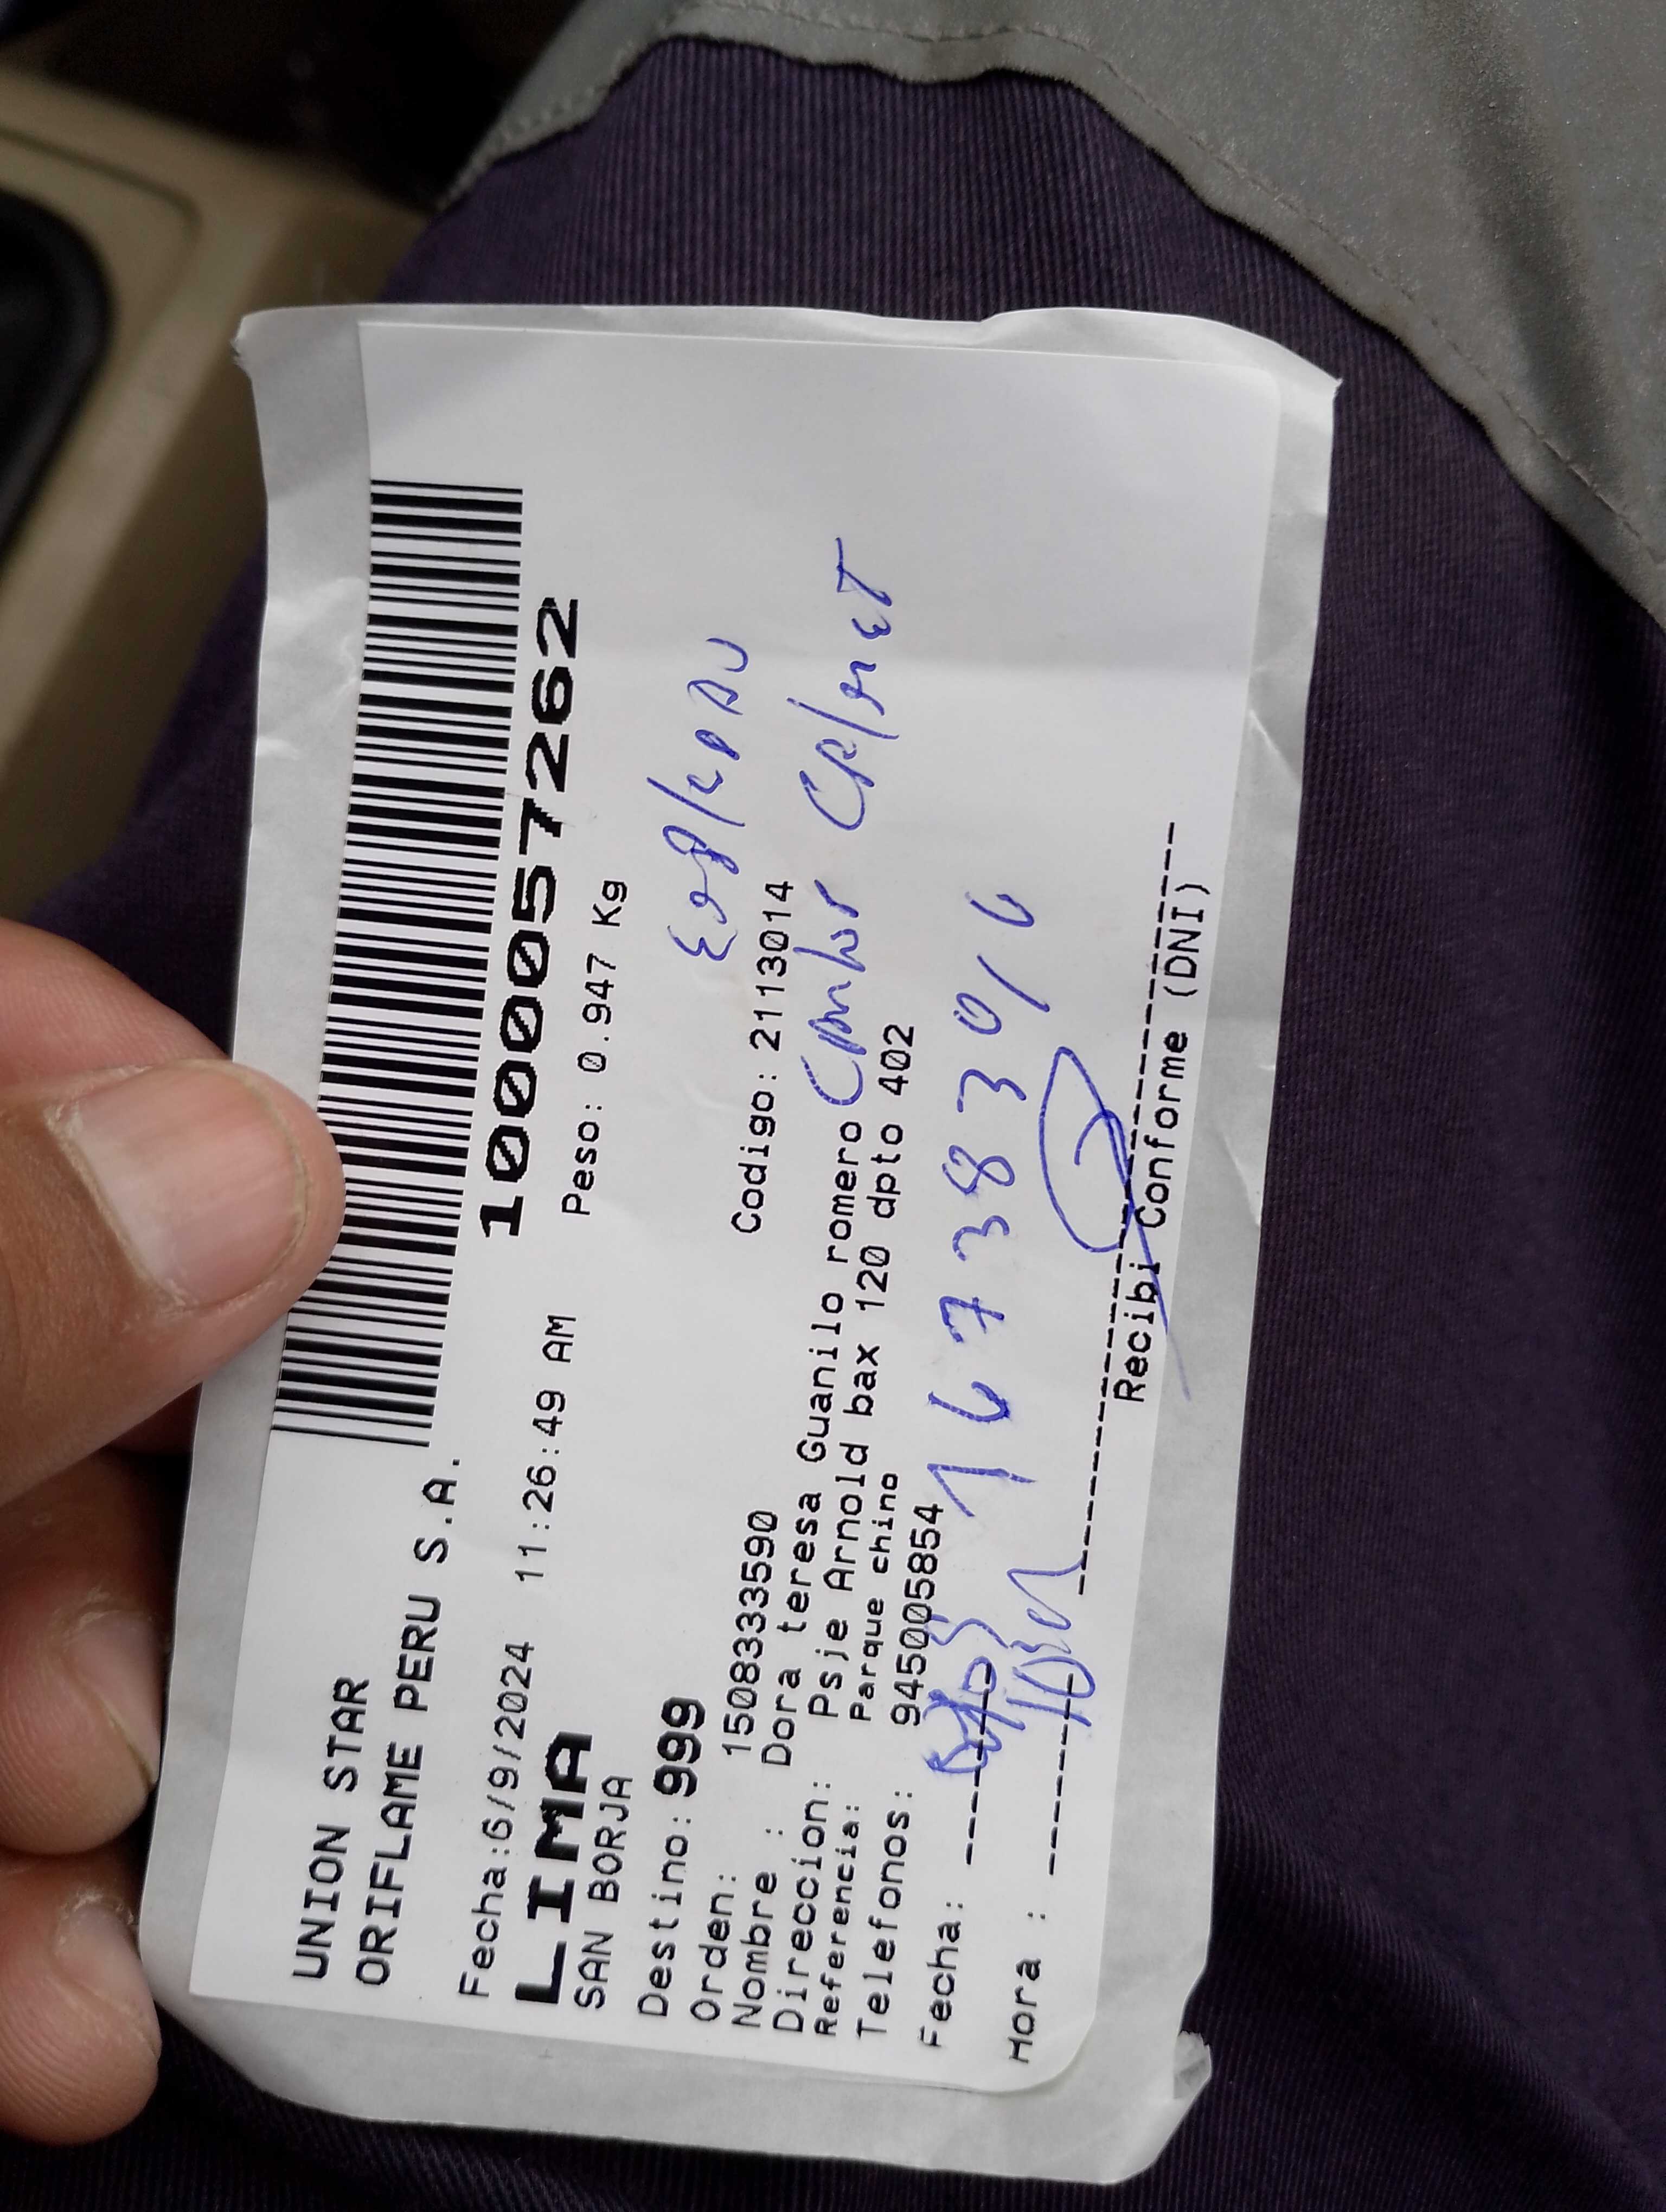 UNION STAR
ORIFLAME PERU S.A.
1000057262
Fecha:6/9/2024 11:26:49 AM Peso: 0.947 Kg
LIMA
SAN BORJA
Destino: 999
Orden: 1508333590 Codigo: 2113014
Nombre : Dora teresa Guanilo romero
Direccion: Psje Arnold bax 120 dpto 402
Referencia: Parque chino
Telefonos: 945005854
Fecha:
76738306
Hora :
Recibi Conforme (DNI)